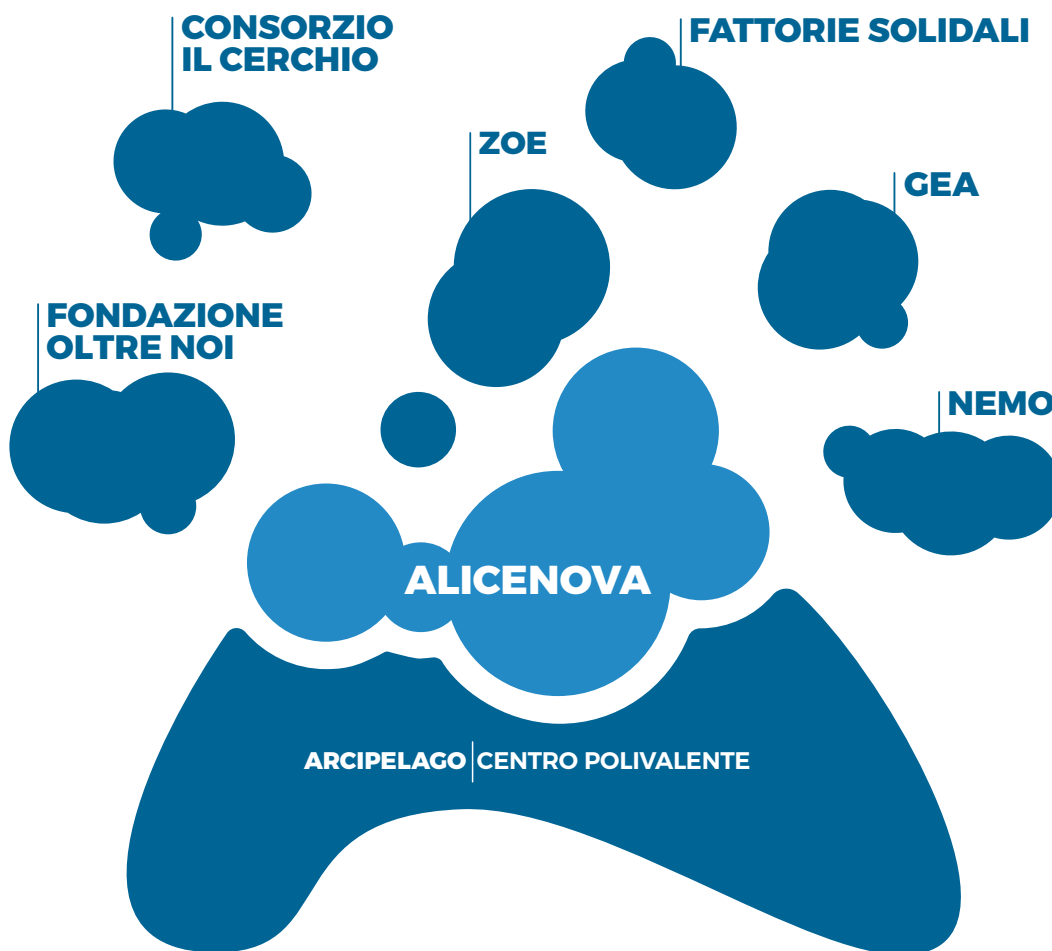 CONSORZIO
IL CERCHIO
FATTORIE SOLIDALI
ZOE
GEA
FONDAZIONE
OLTRE NOI
NEMO
ALICENOVA
ARCIPELAGO CENTRO POLIVALENTE